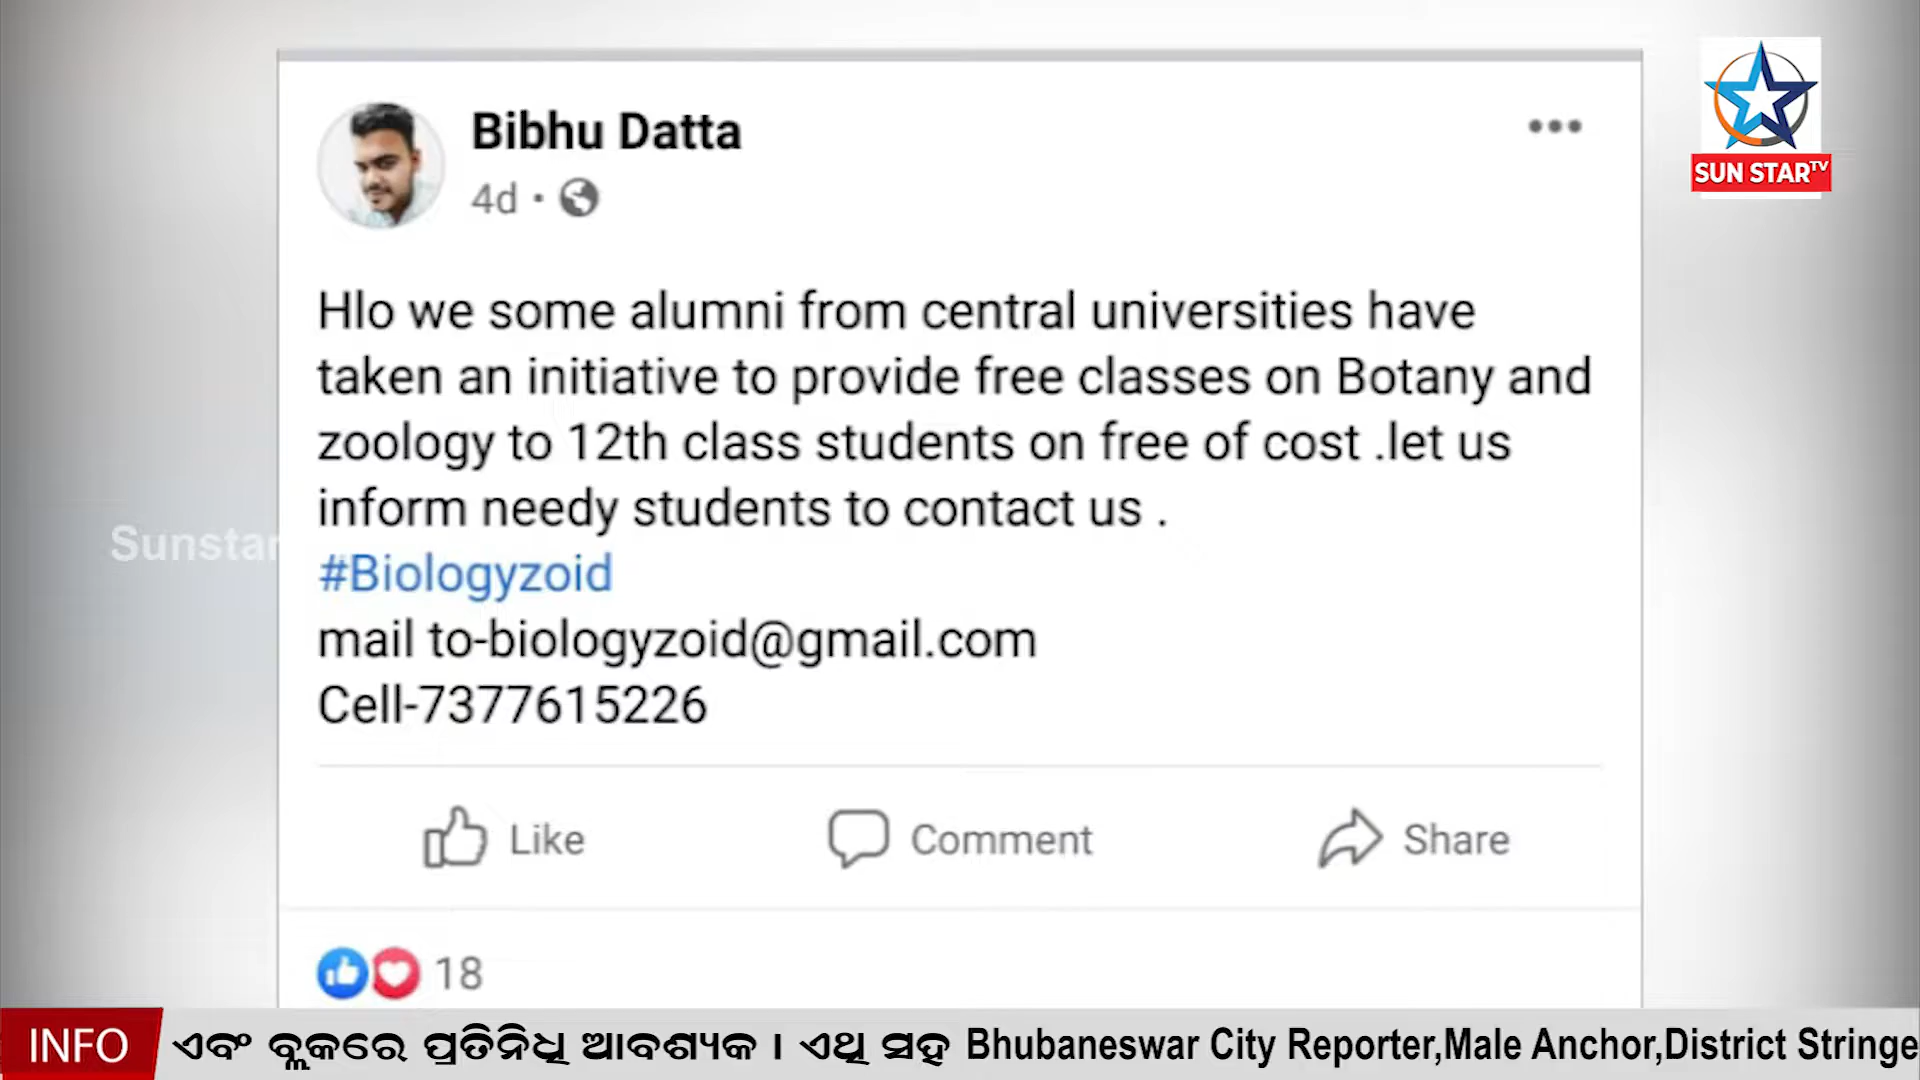 Bibhu Datta
4d ·
SUN STAR TV
Hlo we some alumni from central universities have
taken an initiative to provide free classes on Botany and
zoology to 12th class students on free of cost .let us
inform needy students to contact us .
#Biologyzoid
mail to-biologyzoid@gmail.com
Cell-7377615226
Sunstar
Like Comment Share
18
INFO ଏବଂ ବ୍ଲକରେ ପ୍ରତିନିଧି ଆବଶ୍ୟକ । ଏଥି ସହ Bhubaneswar City Reporter,Male Anchor,District Stringe